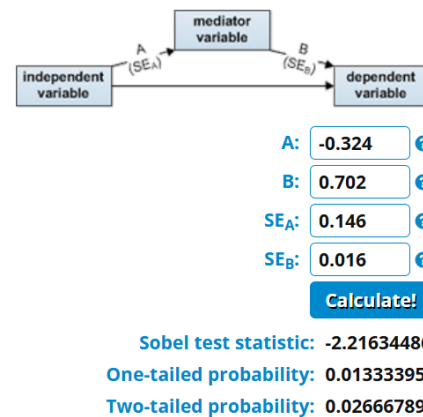 mediator
variable
A
(SEA)
B
(SEB)
independent
variable
dependent
variable
A: -0.324
B: 0.702
SEA: 0.146
SEB: 0.016
Calculate!
Sobel test statistic: -2.2163448
One-tailed probability: 0.01333395
Two-tailed probability: 0.02666789